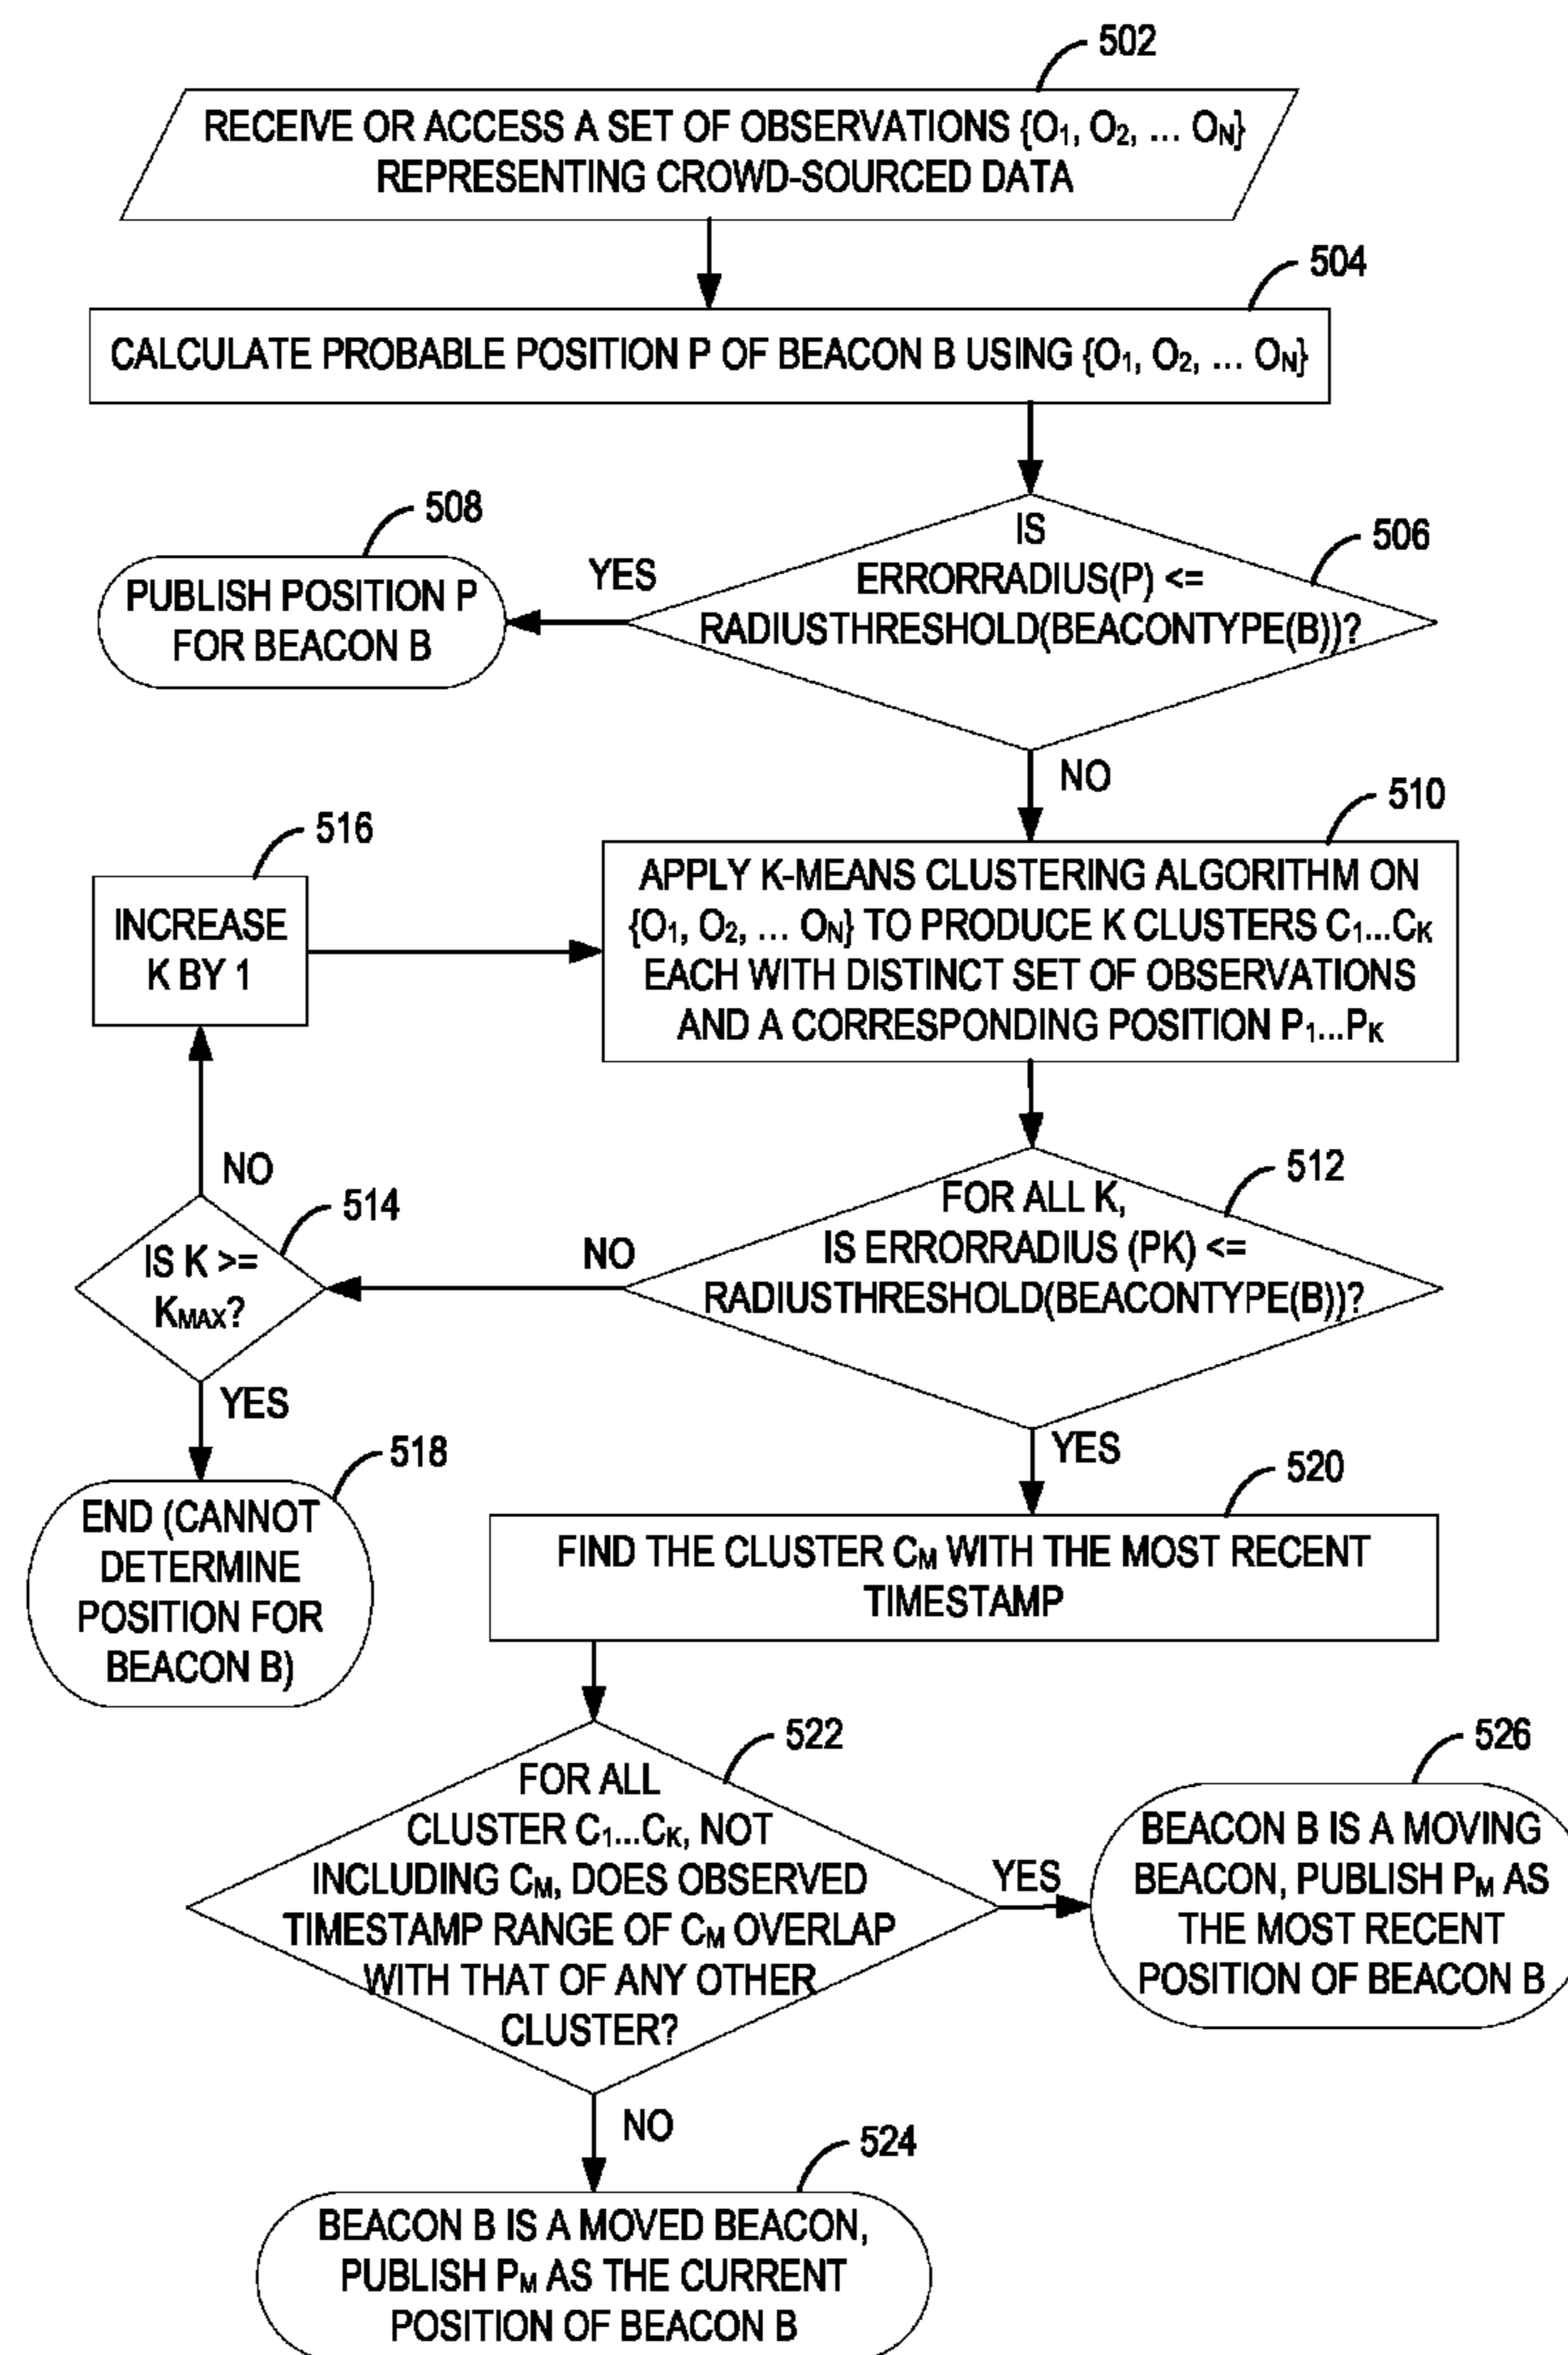 502
RECEIVE OR ACCESS A SET OF OBSERVATIONS {O1, O2, ... ON}
REPRESENTING CROWD-SOURCED DATA
504
CALCULATE PROBABLE POSITION P OF BEACON B USING {O1, O2, ... ON}
508
PUBLISH POSITION P
FOR BEACON B
YES
506
IS
ERRORRADIUS(P) <=
RADIUSTHRESHOLD(BEACONTYPE(B))?
NO
510
APPLY K-MEANS CLUSTERING ALGORITHM ON
{O1, O2, ... ON} TO PRODUCE K CLUSTERS C1...CK
EACH WITH DISTINCT SET OF OBSERVATIONS
AND A CORRESPONDING POSITION P1...PK
516
INCREASE
K BY 1
NO
514
IS K >=
KMAX?
NO
512
FOR ALL K,
IS ERRORRADIUS (PK) <=
RADIUSTHRESHOLD(BEACONTYPE(B))?
YES
YES
518
END (CANNOT
DETERMINE
POSITION FOR
BEACON B)
520
FIND THE CLUSTER CM WITH THE MOST RECENT
TIMESTAMP
522
FOR ALL
CLUSTER C1...CK, NOT
INCLUDING CM, DOES OBSERVED
TIMESTAMP RANGE OF CM OVERLAP
WITH THAT OF ANY OTHER
CLUSTER?
YES
526
BEACON B IS A MOVING
BEACON, PUBLISH PM AS
THE MOST RECENT
POSITION OF BEACON B
NO
524
BEACON B IS A MOVED BEACON,
PUBLISH PM AS THE CURRENT
POSITION OF BEACON B